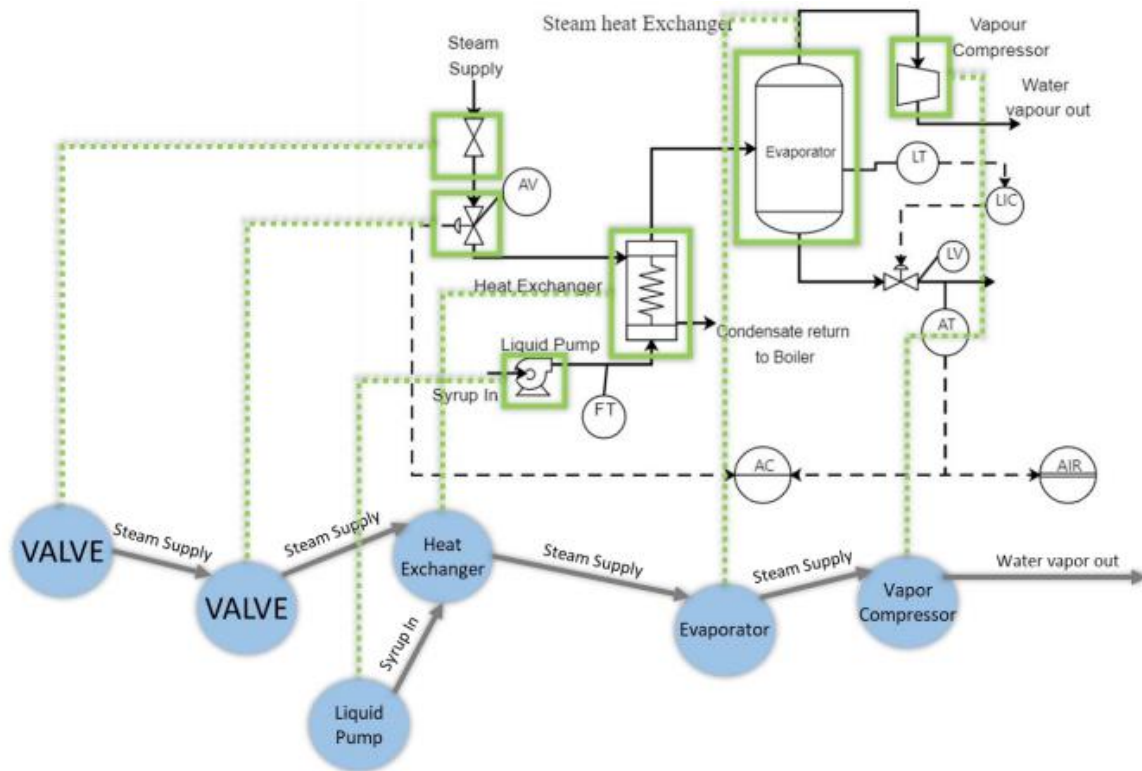 Steam heat Exchanger
Vapour
Compressor
Steam
Supply
Water
vapour out
Evaporator
LT
AV
LIC
LV
Heat Exchanger
AT
Condensate return
to Boiler
Liquid Pump
Syrup In
FT
AC
AIR
VALVE
Steam Supply
VALVE
Steam Supply
Heat
Exchanger
Steam Supply
Evaporator
Steam Supply
Vapor
Compressor
Water vapor out
Syrup In
Liquid
Pump